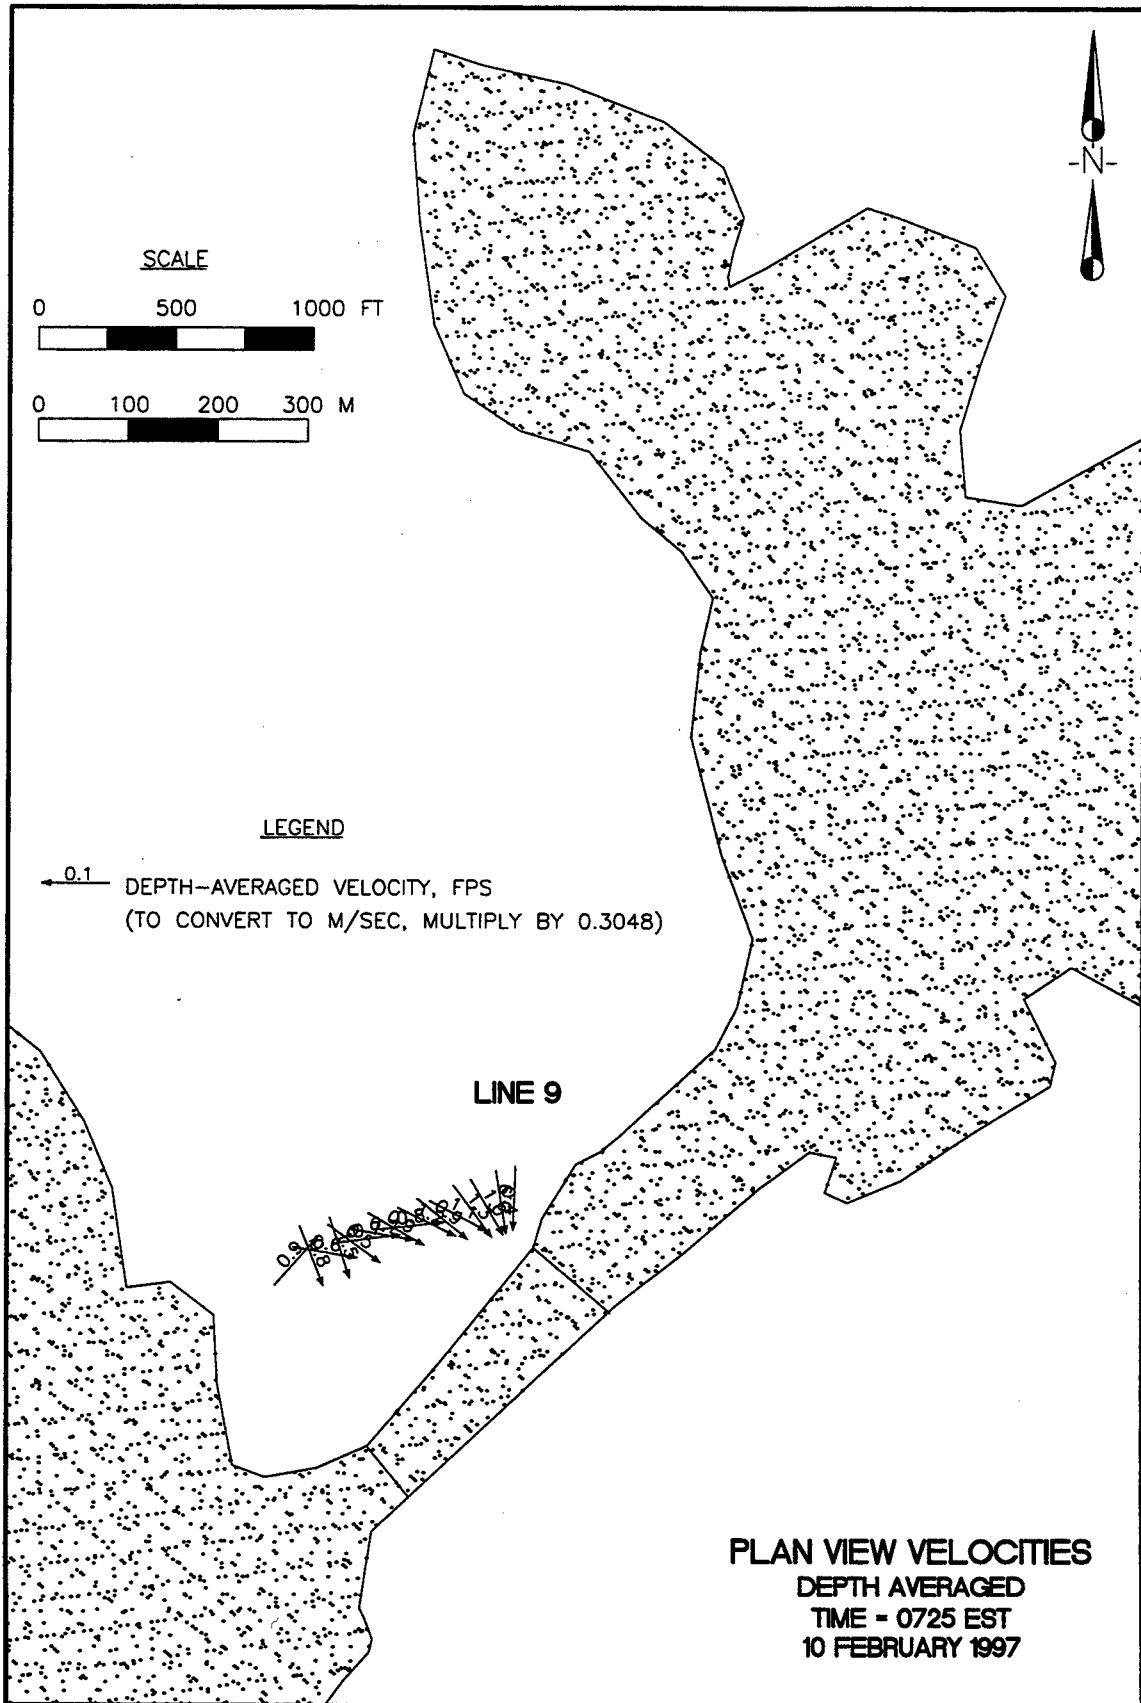 -N-
SCALE
0 500 1000 FT
0 100 200 300 M
LEGEND
0.1
DEPTH-AVERAGED VELOCITY, FPS
(TO CONVERT TO M/SEC, MULTIPLY BY 0.3048)
LINE 9
PLAN VIEW VELOCITIES
DEPTH AVERAGED
TIME = 0725 EST
10 FEBRUARY 1997